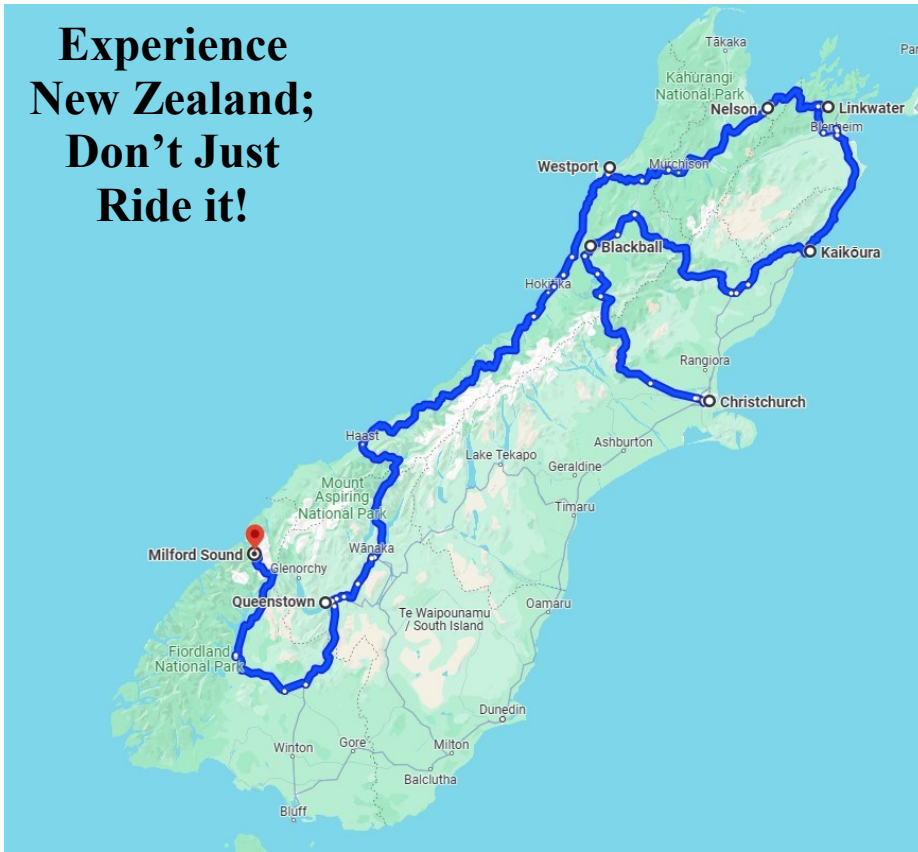 Experience
New Zealand;
Don’t Just
Ride it!
Tākaka
Kahurangi
National Park
Nelson
Linkwater
Blenheim
Westport
Murchison
Blackball
Kaikōura
Hokitika
Rangiora
Christchurch
Haast
Lake Tekapo
Ashburton
Geraldine
Mount
Aspiring
National Park
Timaru
Milford Sound
Wānaka
Glenorchy
Queenstown
Te Waipounamu
/ South Island
Oamaru
Fiordland
National Park
Dunedin
Winton
Gore
Milton
Balclutha
Bluff